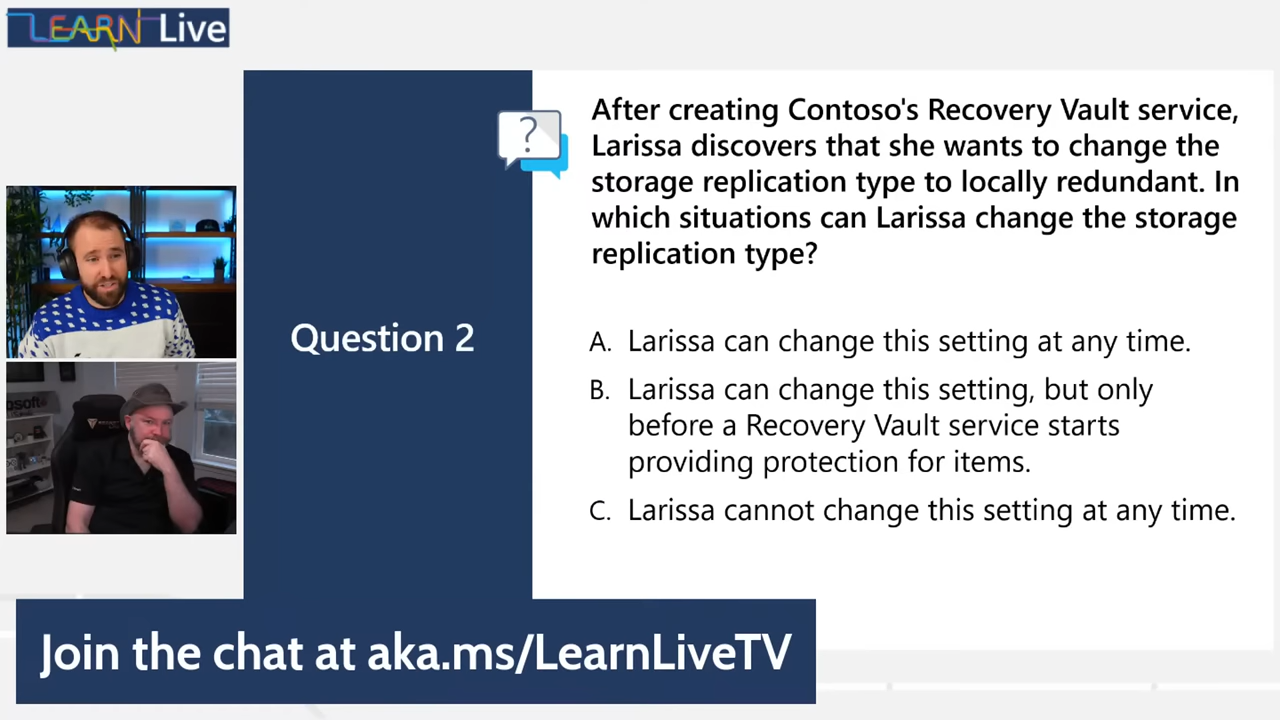 LEARN Live
After creating Contoso's Recovery Vault service,
Larissa discovers that she wants to change the
storage replication type to locally redundant. In
which situations can Larissa change the storage
replication type?
?
Question 2
A. Larissa can change this setting at any time.
B. Larissa can change this setting, but only
before a Recovery Vault service starts
providing protection for items.
C. Larissa cannot change this setting at any time.
Join the chat at aka.ms/LearnLiveTV